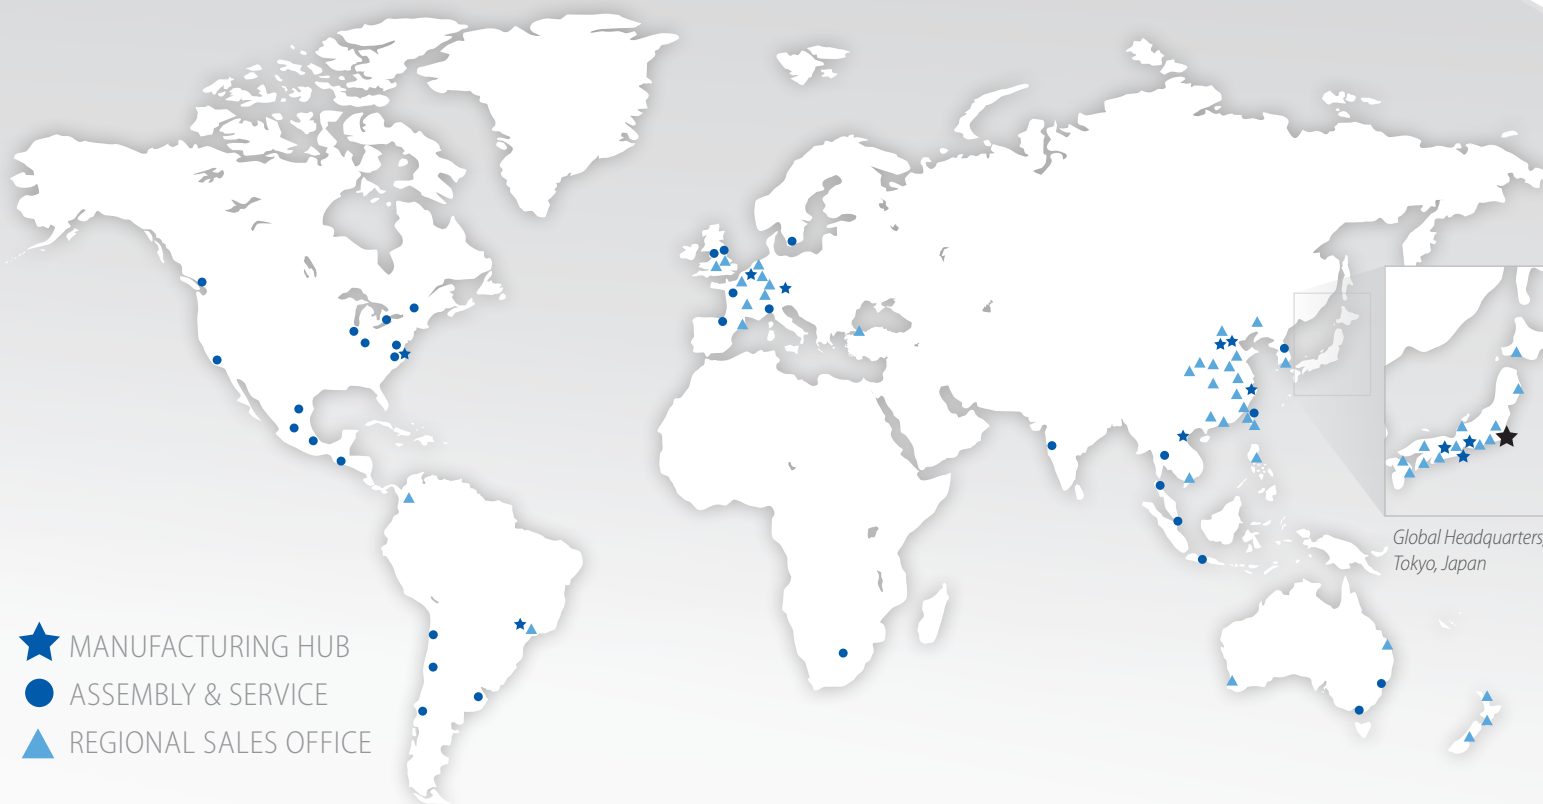 Global Headquarters,
Tokyo, Japan
MANUFACTURING HUB
ASSEMBLY & SERVICE
REGIONAL SALES OFFICE